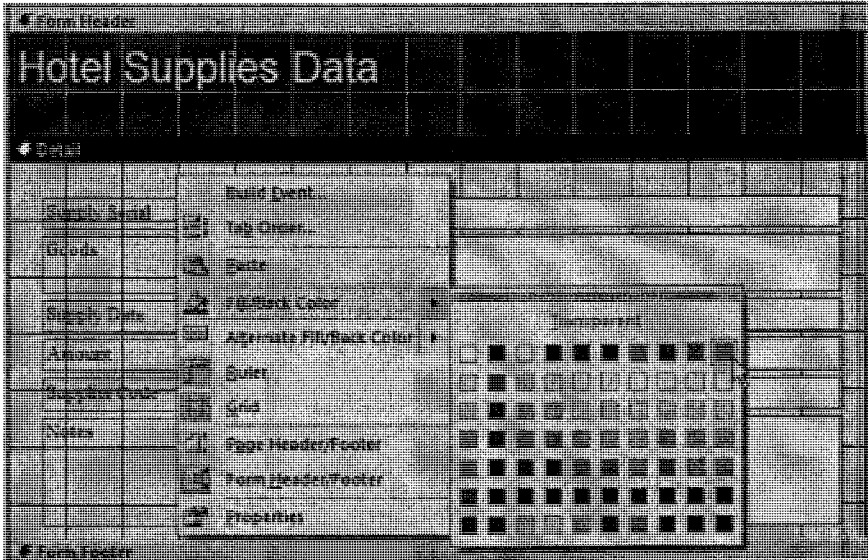 Form Header
Hotel Supplies Data
Detail
Build Event...
Supply Serial
Tab Order...
Goods
Paste
Fill/Back Color
Transparent
Supply Date
Alternate Fill/Back Color
Amount
Ruler
Supplier Code
Grid
Notes
Page Header/Footer
Form Header/Footer
Properties
Form Footer